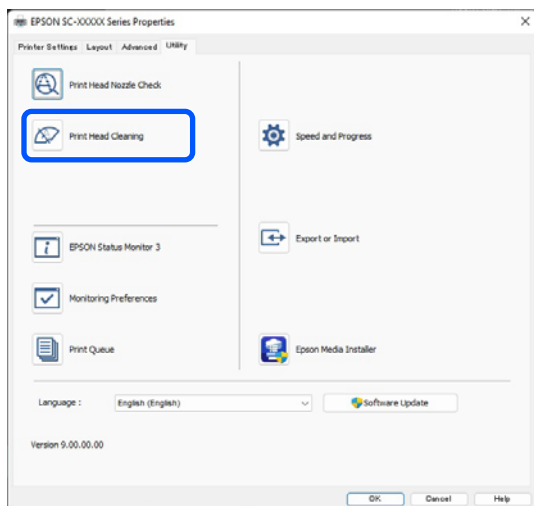 EPSON SC-XXXXX Series Properties
Printer Settings Layout Advanced Utility
Print Head Nozzle Check
Print Head Cleaning
Speed and Progress
EPSON Status Monitor 3
Export or Import
Monitoring Preferences
Print Queue
Epson Media Installer
Language : English (English) Software Update
Version 9.00.00.00
OK Cancel Help